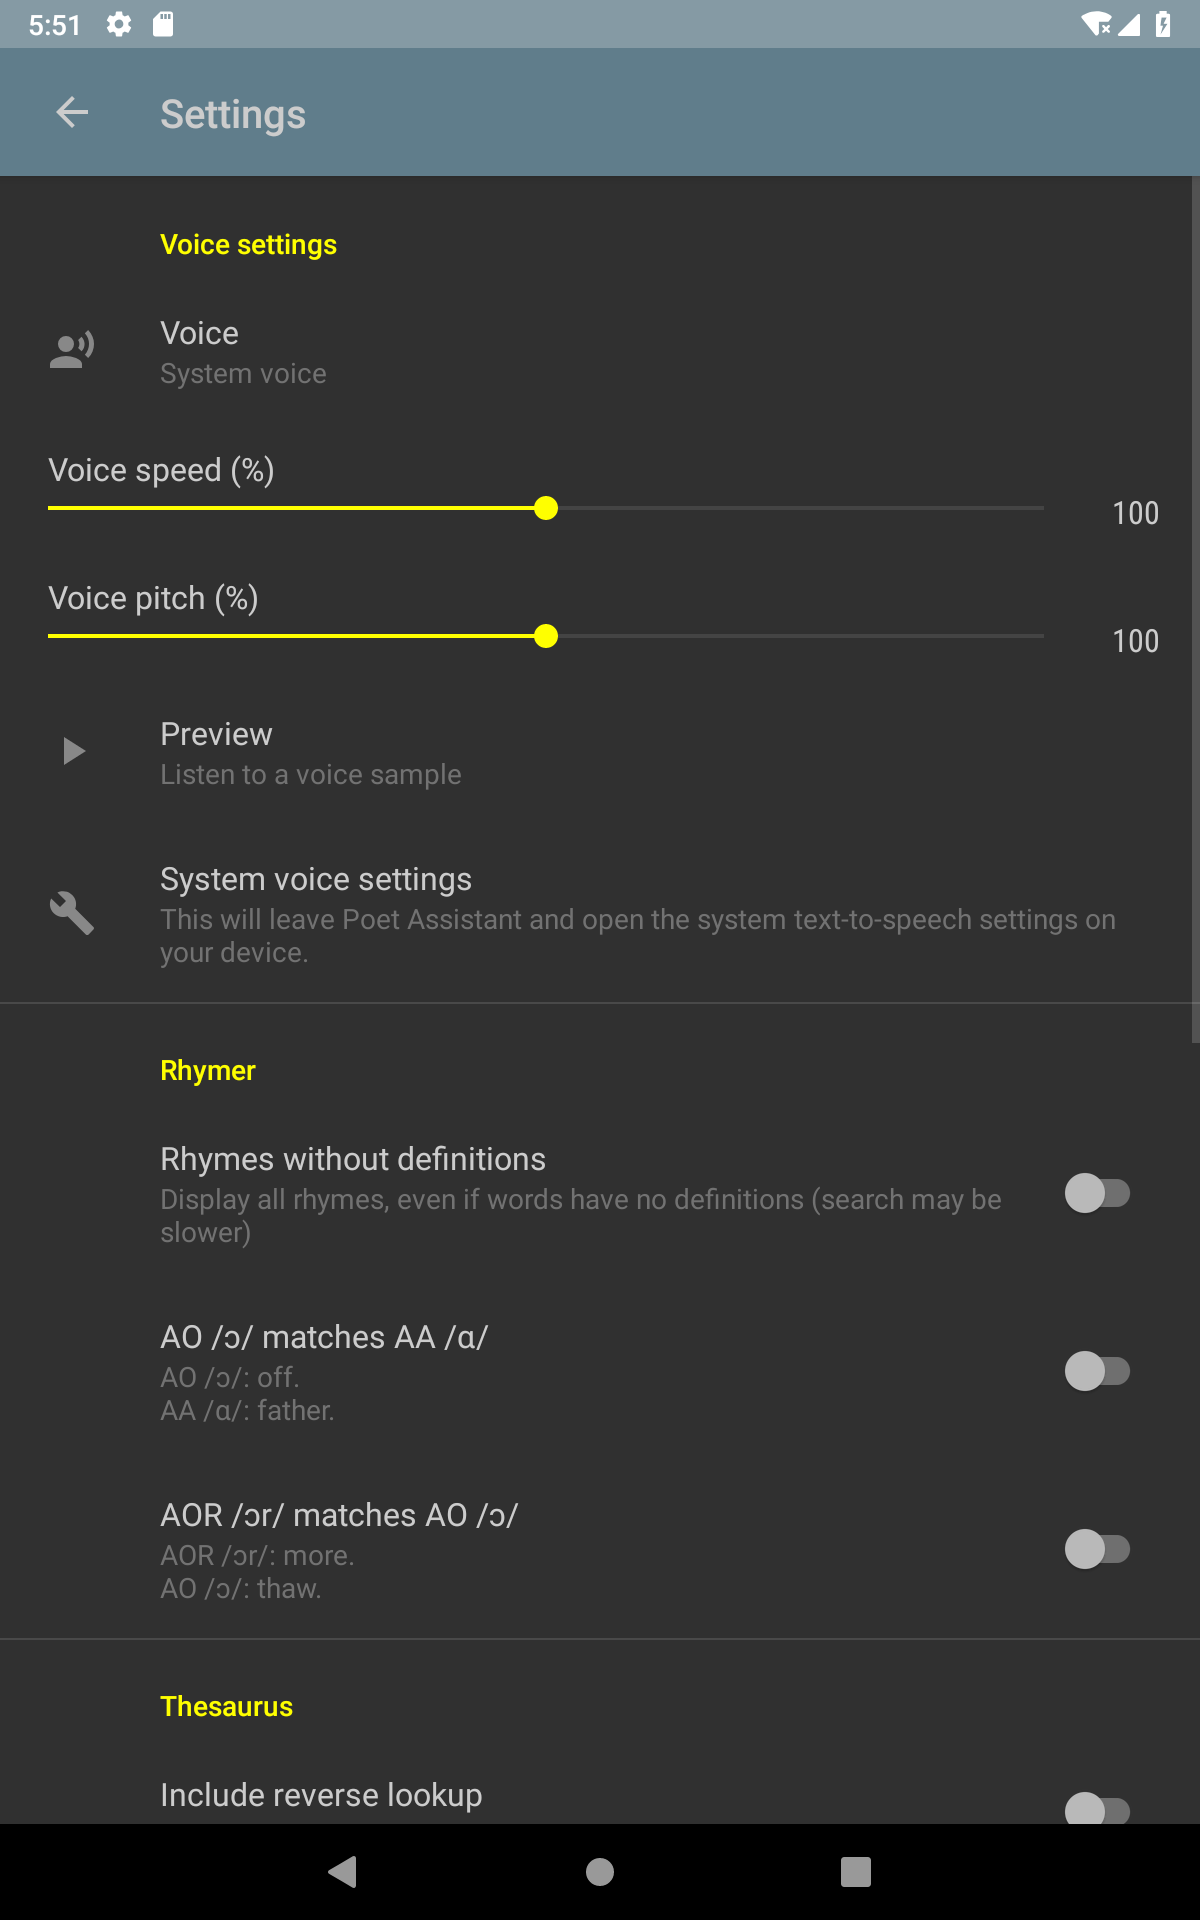 5:51
Settings
Voice settings
Voice
System voice
Voice speed (%)
100
Voice pitch (%)
100
Preview
Listen to a voice sample
System voice settings
This will leave Poet Assistant and open the system text-to-speech settings on
your device.
Rhymer
Rhymes without definitions
Display all rhymes, even if words have no definitions (search may be
slower)
AO /ɔ/ matches AA /ɑ/
AO /ɔ/: off.
AA /ɑ/: father.
AOR /ɔr/ matches AO /ɔ/
AOR /ɔr/: more.
AO /ɔ/: thaw.
Thesaurus
Include reverse lookup